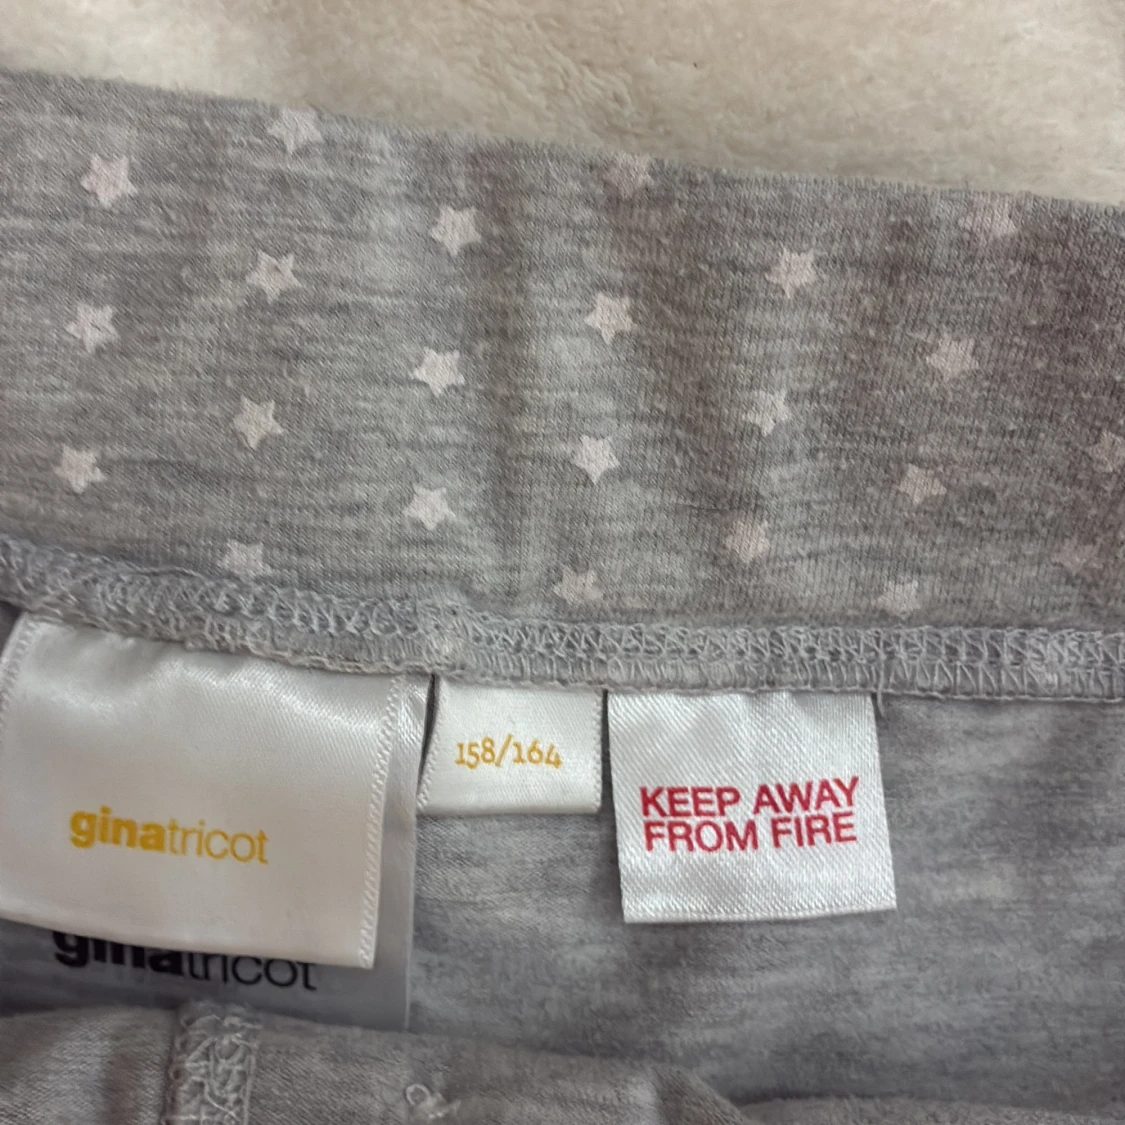 ginatricot
158/164
KEEP AWAY
FROM FIRE
ginatricot